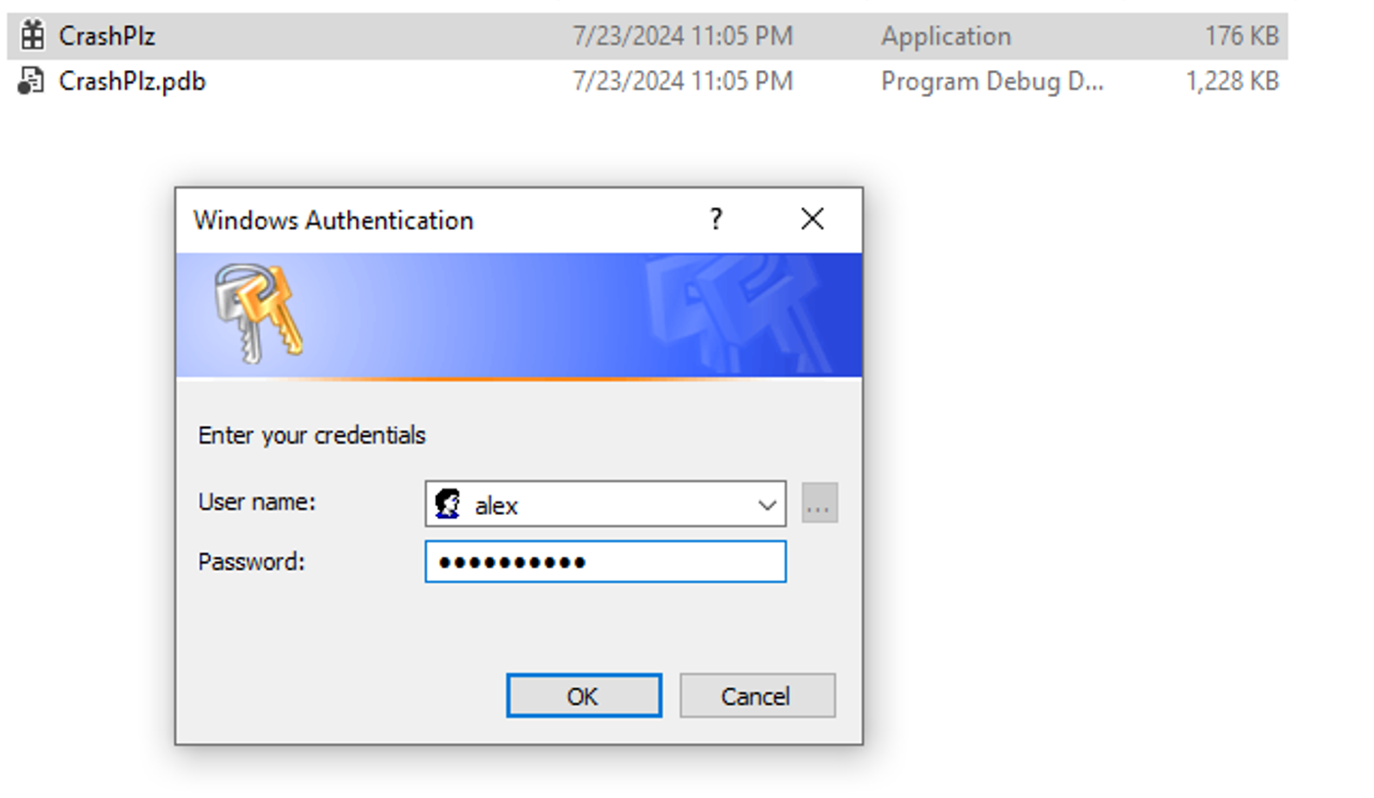 CrashPlz 7/23/2024 11:05 PM Application 176 KB
CrashPlz.pdb 7/23/2024 11:05 PM Program Debug D... 1,228 KB
Windows Authentication ?
Enter your credentials
User name: alex ...
Password: ••••••••••
OK Cancel